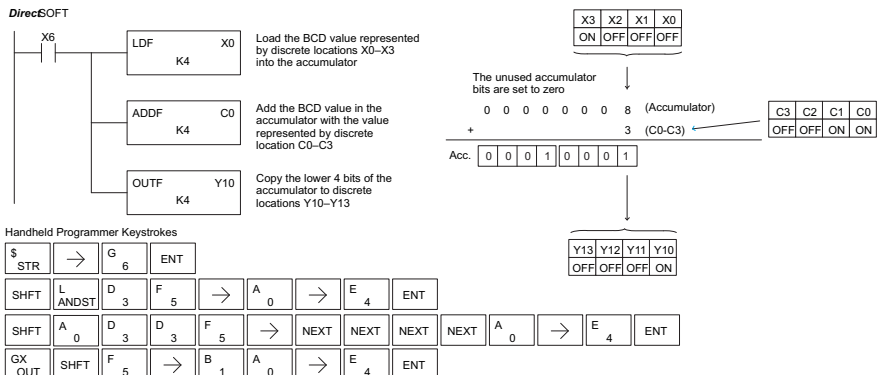 DirectSOFT
X6
LDF X0
K4
Load the BCD value represented
by discrete locations X0–X3
into the accumulator
ADDF C0
K4
Add the BCD value in the
accumulator with the value
represented by discrete
location C0–C3
OUTF Y10
K4
Copy the lower 4 bits of the
accumulator to discrete
locations Y10–Y13
X3 X2 X1 X0
ON OFF OFF OFF
The unused accumulator
bits are set to zero
0 0 0 0 0 0 0 8 (Accumulator)
+ 3 (C0-C3)
C3 C2 C1 C0
OFF OFF ON ON
Acc. 0 0 0 1 0 0 0 1
Y13 Y12 Y11 Y10
OFF OFF OFF ON
Handheld Programmer Keystrokes
$ STR → G 6 ENT
SHFT L ANDST D 3 F 5 → A 0 → E 4 ENT
SHFT A 0 D 3 D 3 F 5 → NEXT NEXT NEXT NEXT A 0 → E 4 ENT
GX OUT SHFT F 5 → B 1 A 0 → E 4 ENT